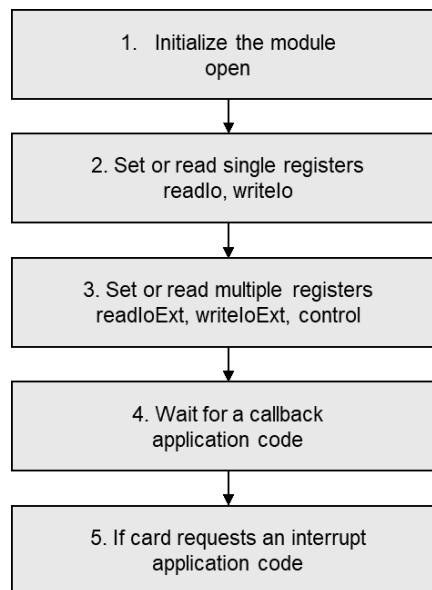 1. Initialize the module
open
2. Set or read single registers
readIo, writeIo
3. Set or read multiple registers
readIoExt, writeIoExt, control
4. Wait for a callback
application code
5. If card requests an interrupt
application code